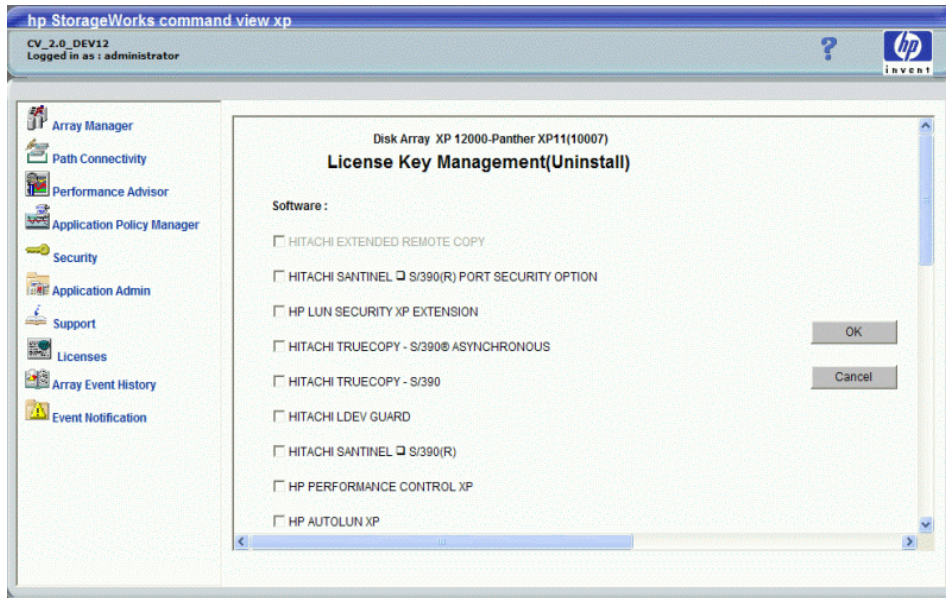 hp StorageWorks command view xp
CV_2.0_DEV12
Logged in as : administrator
?
hp
invent
Array Manager
Path Connectivity
Performance Advisor
Application Policy Manager
Security
Application Admin
Support
Licenses
Array Event History
Event Notification
Disk Array XP 12000-Panther XP11(10007)
License Key Management(Uninstall)
Software :
HITACHI EXTENDED REMOTE COPY
HITACHI SANTINEL ❑ S/390(R) PORT SECURITY OPTION
HP LUN SECURITY XP EXTENSION
HITACHI TRUECOPY - S/390® ASYNCHRONOUS
HITACHI TRUECOPY - S/390
HITACHI LDEV GUARD
HITACHI SANTINEL ❑ S/390(R)
HP PERFORMANCE CONTROL XP
HP AUTOLUN XP
OK
Cancel